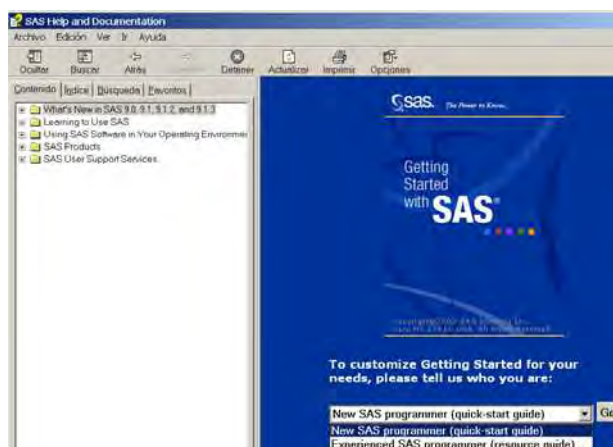 SAS Help and Documentation
Archivo Edición Ver Ir Ayuda
Ocultar Buscar Atrás Detener Actualizar Imprimir Opciones
Contenido Índice Búsqueda Favoritos
What's New in SAS 9.0, 9.1, 9.1.2, and 9.1.3
Learning to Use SAS
Using SAS Software in Your Operating Environmen
SAS Products
SAS User Support Services
sas. The Power to Know.
Getting
Started
with SAS®
To customize Getting Started for your
needs, please tell us who you are:
New SAS programmer (quick-start guide) Go
New SAS programmer (quick-start guide)
Experienced SAS programmer (resource guide)